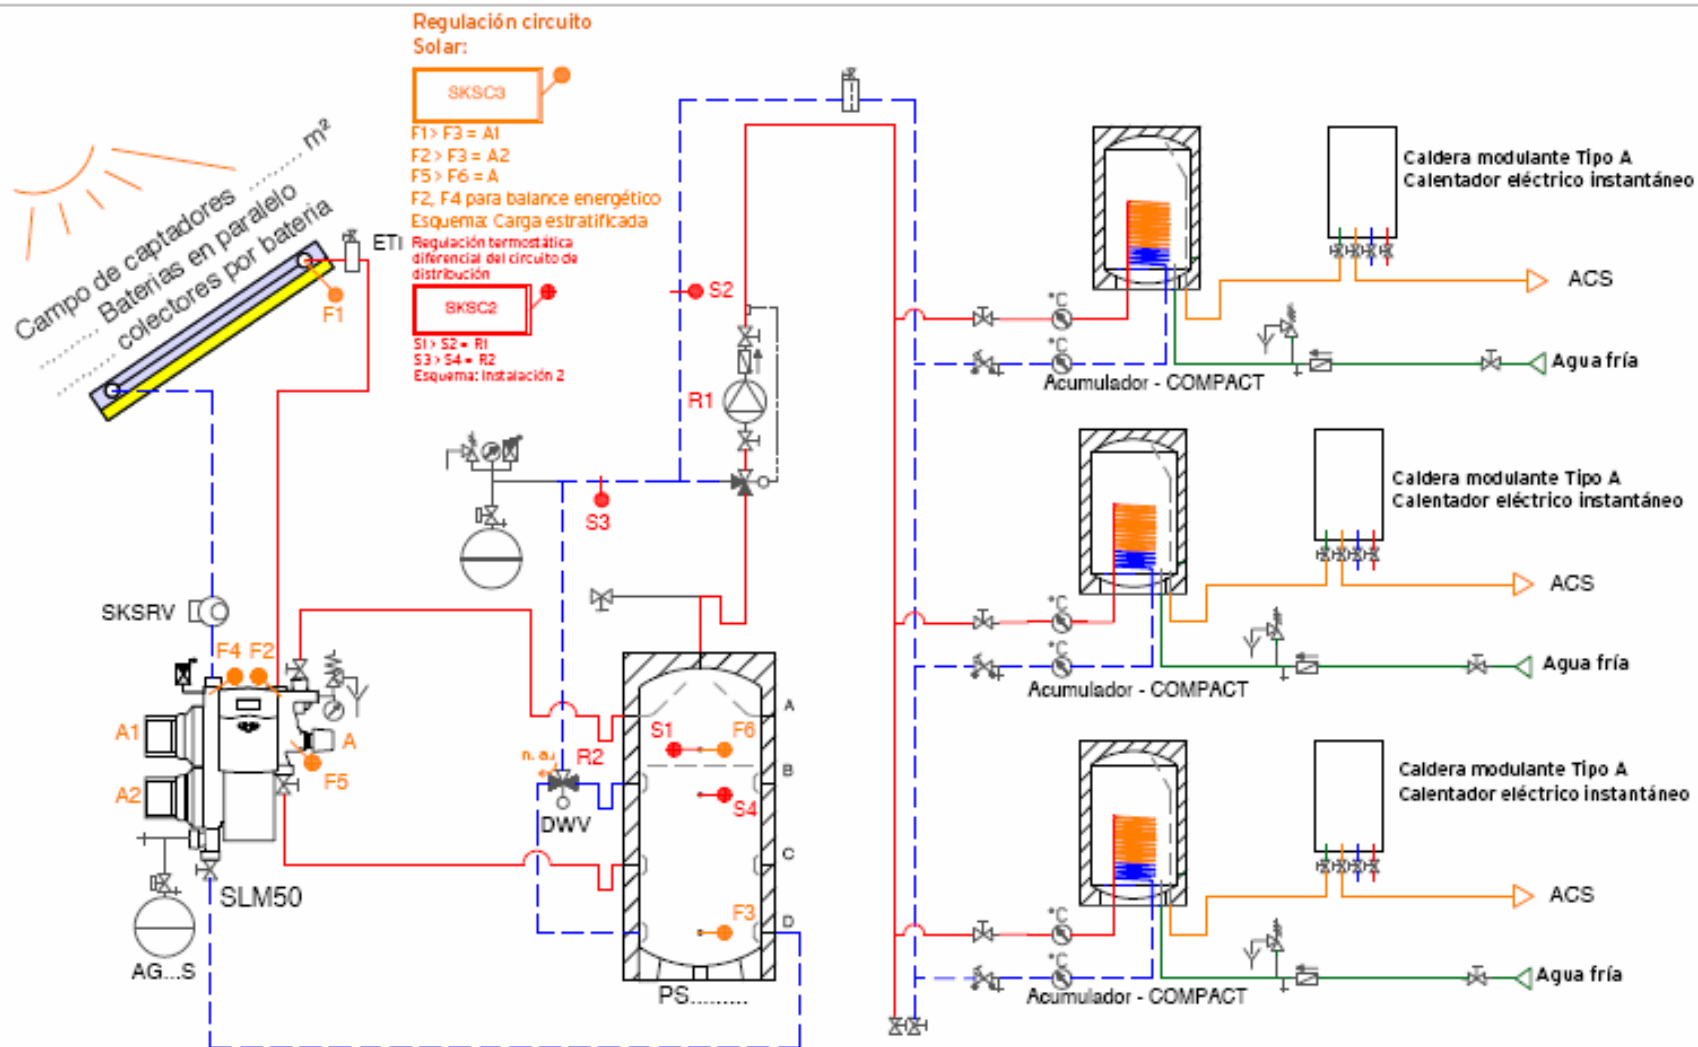 Regulación circuito
Solar:
SKSC3
F1> F3 = A1
F2> F3 = A2
F5> F6 = A
F2, F4 para balance energético
Esquema: Carga estratificada
Regulación termostática
diferencial del circuito de
distribución
SKSC2
S1> S2 = R1
S3> S4 = R2
Esquema: Instalación 2
Campo de captadores ........ m²
......... Baterias en paralelo
......... colectores por bateria
ETI
F1
S2
R1
S3
SKSRV
F4
F2
A1
A2
A
F5
SLM50
AG...S
n. a.
R2
DWV
S1
F6
S4
F3
A
B
C
D
PS.........
Caldera modulante Tipo A
Calentador eléctrico instantáneo
°C
°C
ACS
Agua fría
Acumulador - COMPACT
Caldera modulante Tipo A
Calentador eléctrico instantáneo
°C
°C
ACS
Agua fría
Acumulador - COMPACT
Caldera modulante Tipo A
Calentador eléctrico instantáneo
°C
°C
ACS
Agua fría
Acumulador - COMPACT